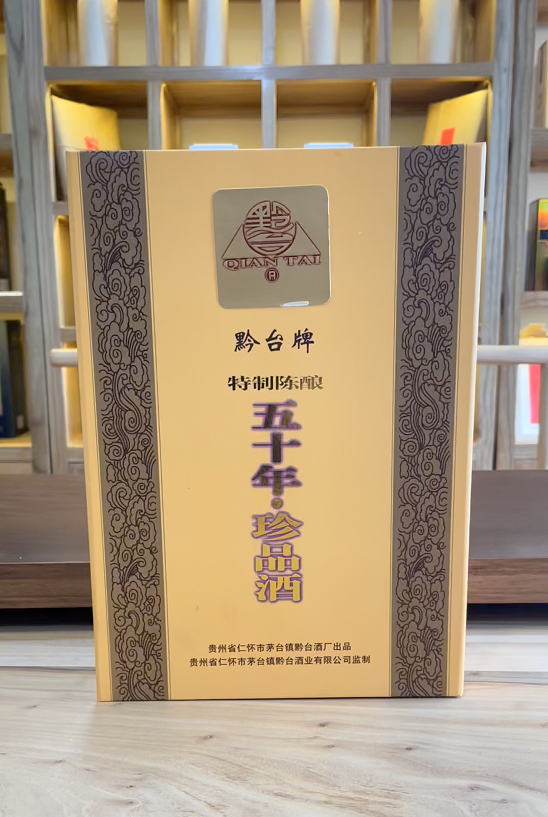 黔
QIAN TAI
黔台牌
特制陈酿
五十年·珍品酒
贵州省仁怀市茅台镇黔台酒厂出品
贵州省仁怀市茅台镇黔台酒业有限公司监制